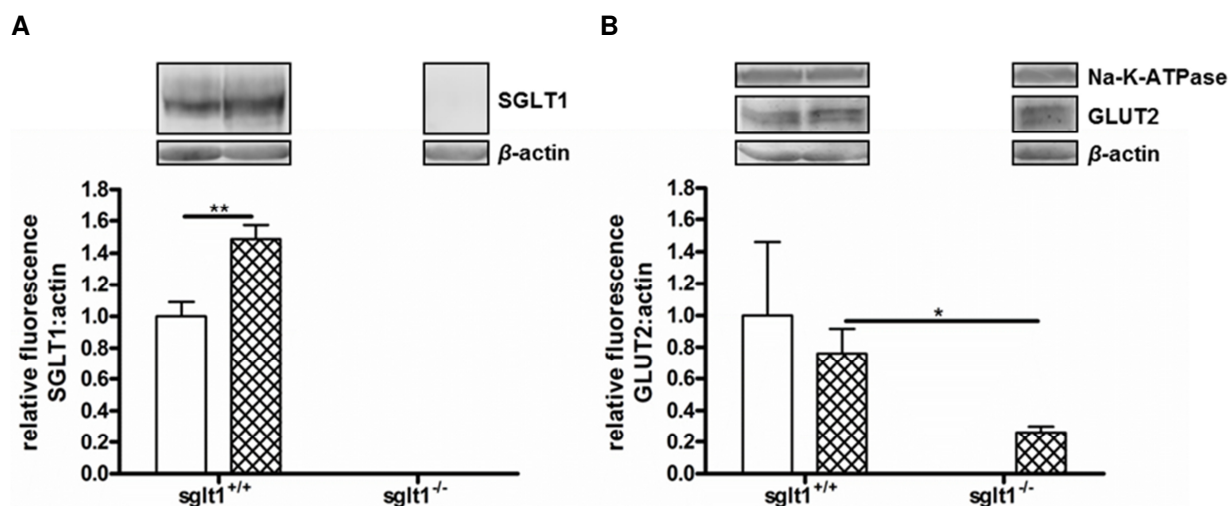 A
SGLT1
β-actin
relative fluorescence
SGLT1:actin
1.8
1.6
1.4
1.2
1.0
0.8
0.6
0.4
0.2
0.0
**
sglt1+/+
sglt1-/-
B
Na-K-ATPase
GLUT2
β-actin
relative fluorescence
GLUT2:actin
1.8
1.6
1.4
1.2
1.0
0.8
0.6
0.4
0.2
0.0
*
sglt1+/+
sglt1-/-